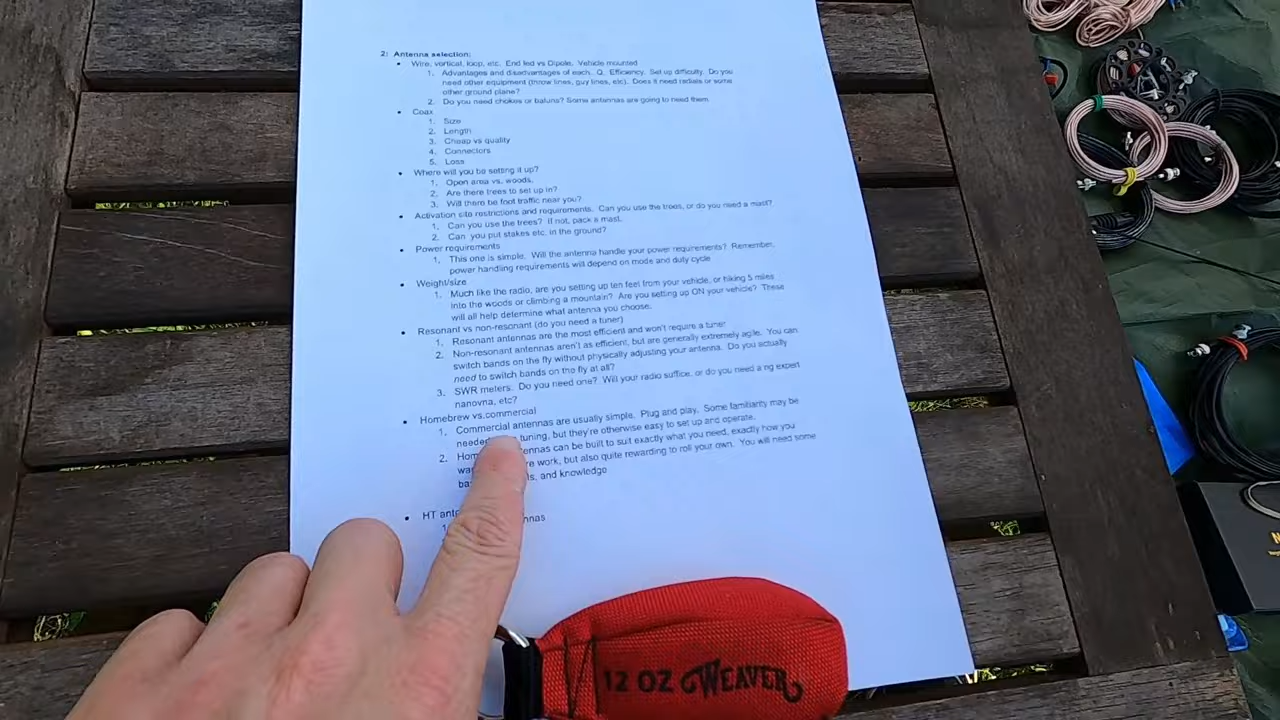 2: Antenna selection:
• Wire, vertical, loop, etc. End fed vs Dipole. Vehicle mounted
1. Advantages and disadvantages of each. Q, Efficiency. Set up difficulty. Do you
need other equipment (throw lines, guy lines, etc). Does it need radials or some
other ground plane?
2. Do you need chokes or baluns? Some antennas are going to need them
• Coax
1. Size
2. Length
3. Cheap vs quality
4. Connectors
5. Loss
• Where will you be setting it up?
1. Open area vs. woods.
2. Are there trees to set up in?
3. Will there be foot traffic near you?
• Activation site restrictions and requirements. Can you use the trees, or do you need a mast?
1. Can you use the trees? If not, pack a mast.
2. Can you put stakes etc. in the ground?
• Power requirements
1. This one is simple. Will the antenna handle your power requirements? Remember,
power handling requirements will depend on mode and duty cycle
• Weight/size
1. Much like the radio, are you setting up ten feet from your vehicle, or hiking 5 miles
into the woods or climbing a mountain? Are you setting up ON your vehicle? These
will all help determine what antenna you choose.
• Resonant vs non-resonant (do you need a tuner)
1. Resonant antennas are the most efficient and won't require a tuner
2. Non-resonant antennas aren't as efficient, but are generally extremely agile. You can
switch bands on the fly without physically adjusting your antenna. Do you actually
need to switch bands on the fly at all?
3. SWR meters. Do you need one? Will your radio suffice, or do you need a rig expert
nanovna, etc?
• Homebrew vs.commercial
1. Commercial antennas are usually simple. Plug and play. Some familiarity may be
needed tuning, but they're otherwise easy to set up and operate.
2. can be built to suit exactly what you need, exactly how you
work, but also quite rewarding to roll your own. You will need some
and knowledge
• HT
1.
12 OZ WEAVER